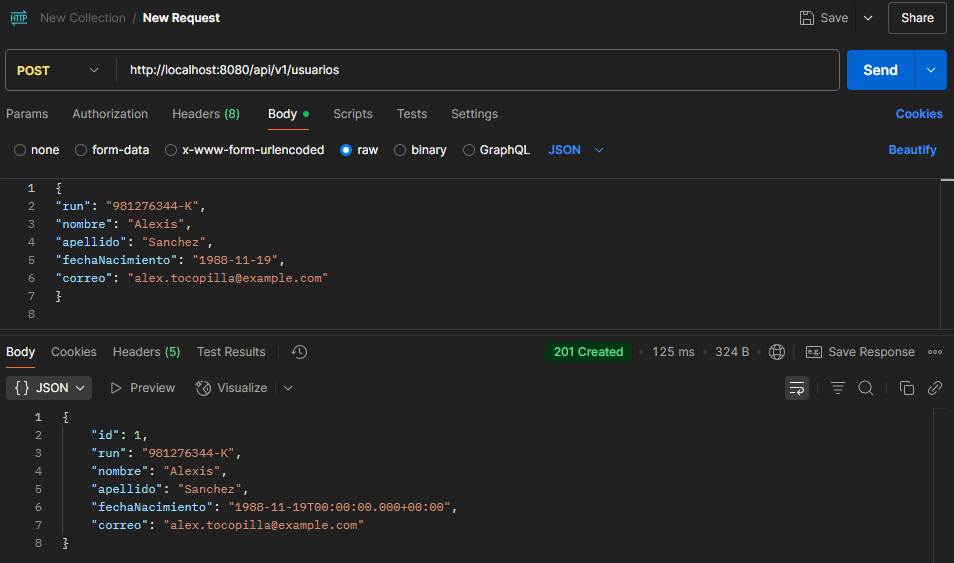 HTTP New Collection / New Request Save Share
POST http://localhost:8080/api/v1/usuarios Send
Params Authorization Headers (8) Body Scripts Tests Settings Cookies
none form-data x-www-form-urlencoded raw binary GraphQL JSON Beautify
1 {
2 "run": "981276344-K",
3 "nombre": "Alexis",
4 "apellido": "Sanchez",
5 "fechaNacimiento": "1988-11-19",
6 "correo": "alex.tocopilla@example.com"
7 }
8
Body Cookies Headers (5) Test Results 201 Created 125 ms 324 B e.g. Save Response
{} JSON Preview Visualize
1 {
2 "id": 1,
3 "run": "981276344-K",
4 "nombre": "Alexis",
5 "apellido": "Sanchez",
6 "fechaNacimiento": "1988-11-19T00:00:00.000+00:00",
7 "correo": "alex.tocopilla@example.com"
8 }